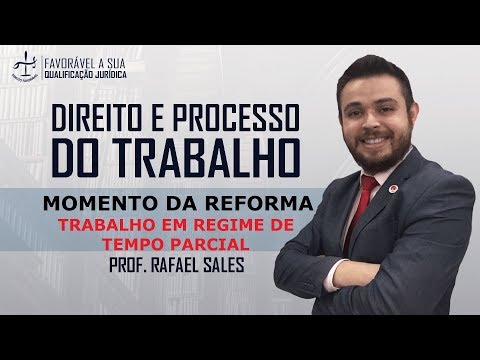 FAVORÁVEL A SUA
QUALIFICAÇÃO JURÍDICA
DIREITO E PROCESSO
DO TRABALHO
MOMENTO DA REFORMA
TRABALHO EM REGIME DE
TEMPO PARCIAL
PROF. RAFAEL SALES